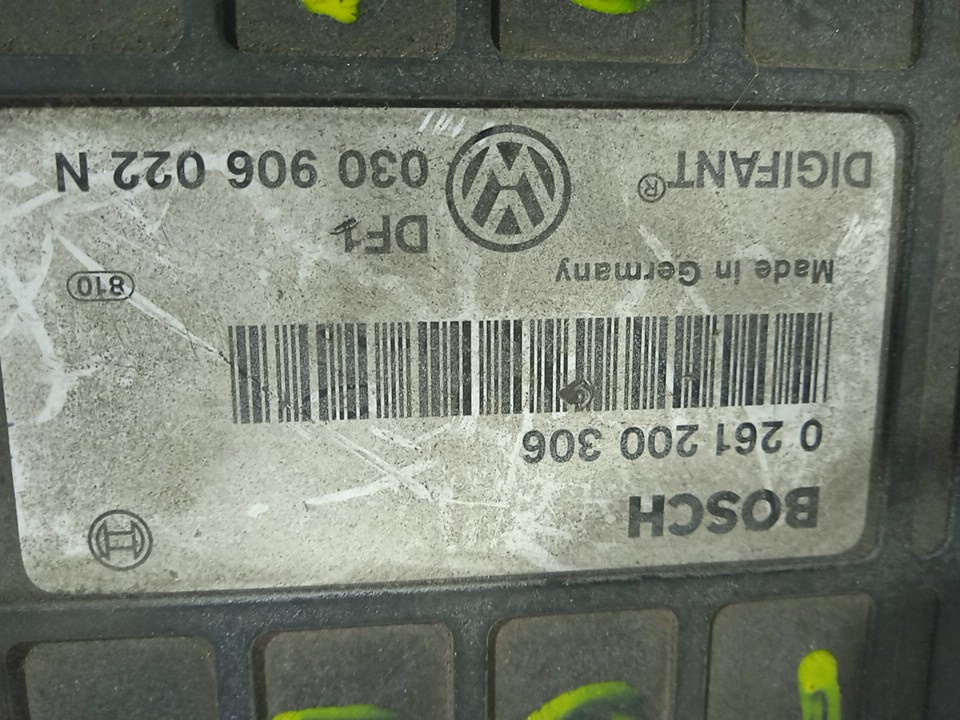 BOSCH
0 261 200 306
Made in Germany
810
DF1
DIGIFANT® 030 906 022 N